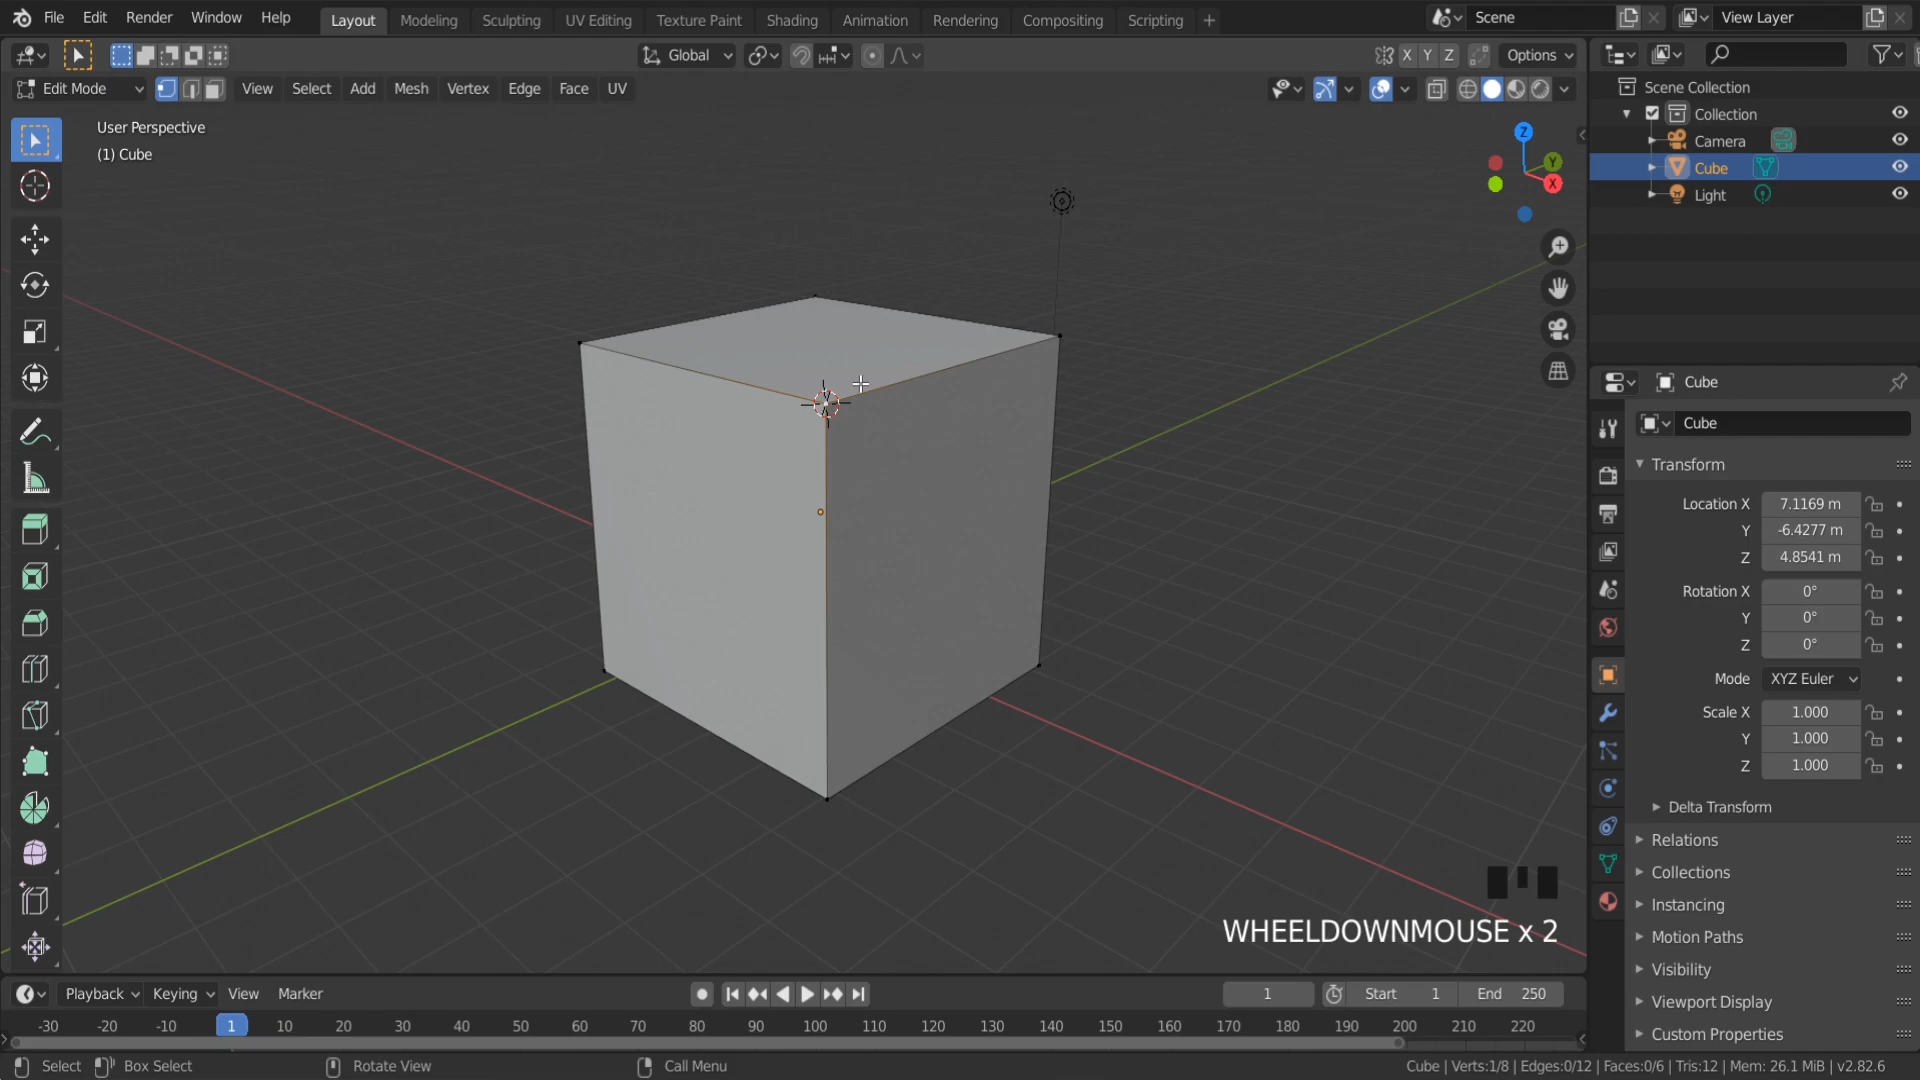 File Edit Render Window Help Layout Modeling Sculpting UV Editing Texture Paint Shading Animation Rendering Compositing Scripting + Scene View Layer
Global X Y Z Options
Edit Mode View Select Add Mesh Vertex Edge Face UV
User Perspective
(1) Cube
Z
Y
X
Scene Collection
Collection
Camera
Cube
Light
Cube
Cube
Transform
Location X 7.1169 m
Y -6.4277 m
Z 4.8541 m
Rotation X 0°
Y 0°
Z 0°
Mode XYZ Euler
Scale X 1.000
Y 1.000
Z 1.000
Delta Transform
Relations
Collections
Instancing
Motion Paths
Visibility
Viewport Display
Custom Properties
WHEELDOWNMOUSE x 2
Playback Keying View Marker 1 Start 1 End 250
-30 -20 -10 1 10 20 30 40 50 60 70 80 90 100 110 120 130 140 150 160 170 180 190 200 210 220
Select Box Select Rotate View Call Menu Cube | Verts:1/8 | Edges:0/12 | Faces:0/6 | Tris:12 | Mem: 26.1 MiB | v2.82.6